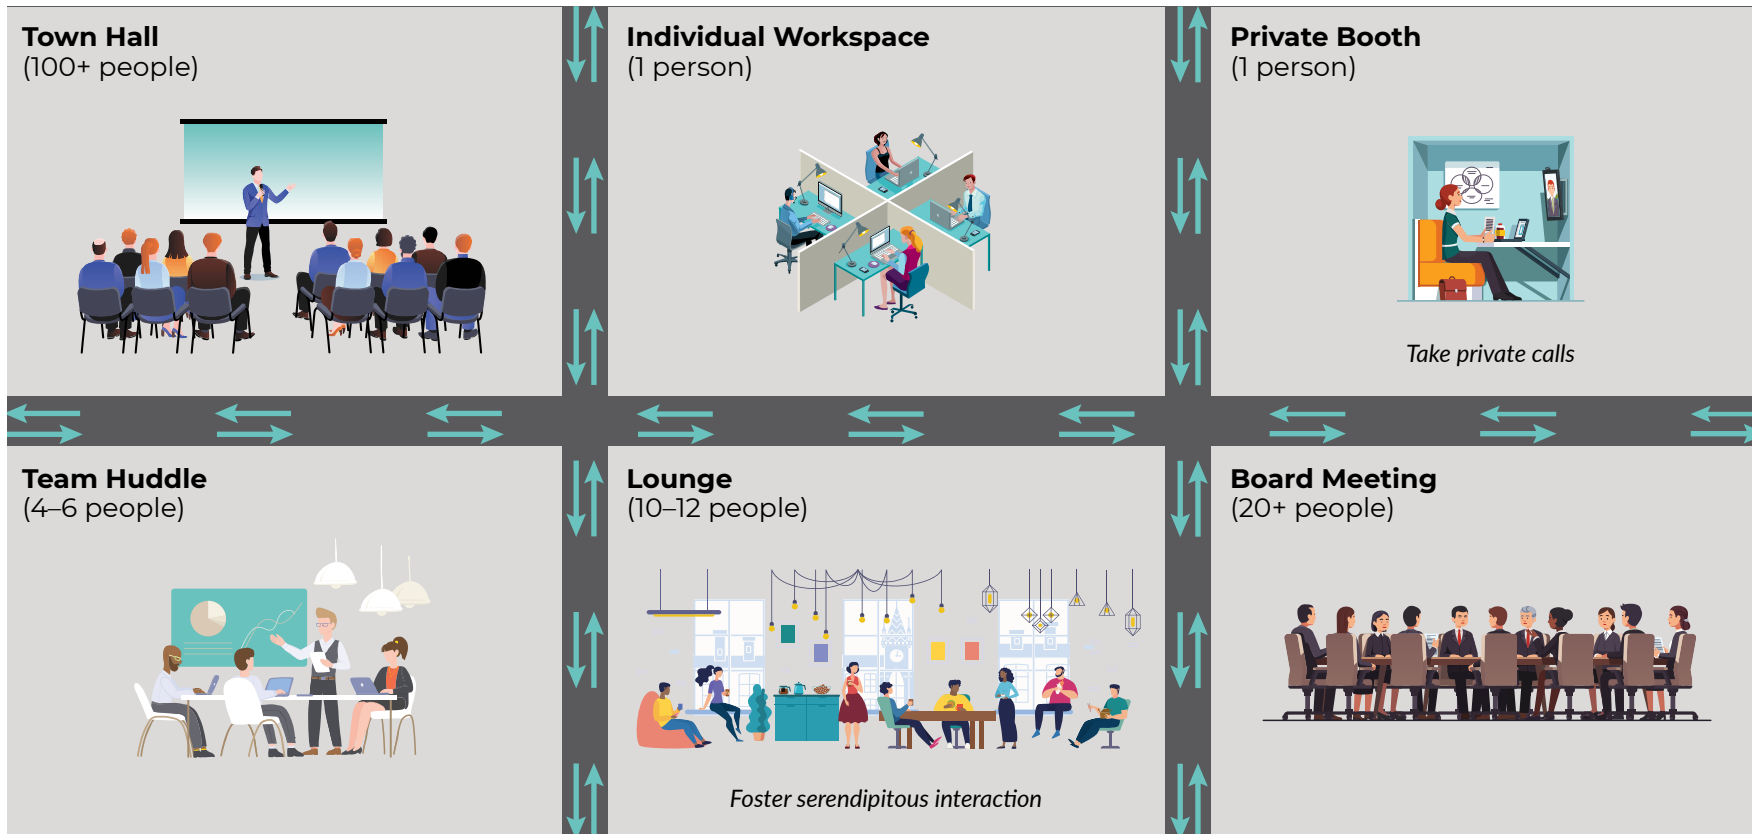 Town Hall
(100+ people)
Individual Workspace
(1 person)
Private Booth
(1 person)
Take private calls
Team Huddle
(4–6 people)
Lounge
(10–12 people)
Foster serendipitous interaction
Board Meeting
(20+ people)